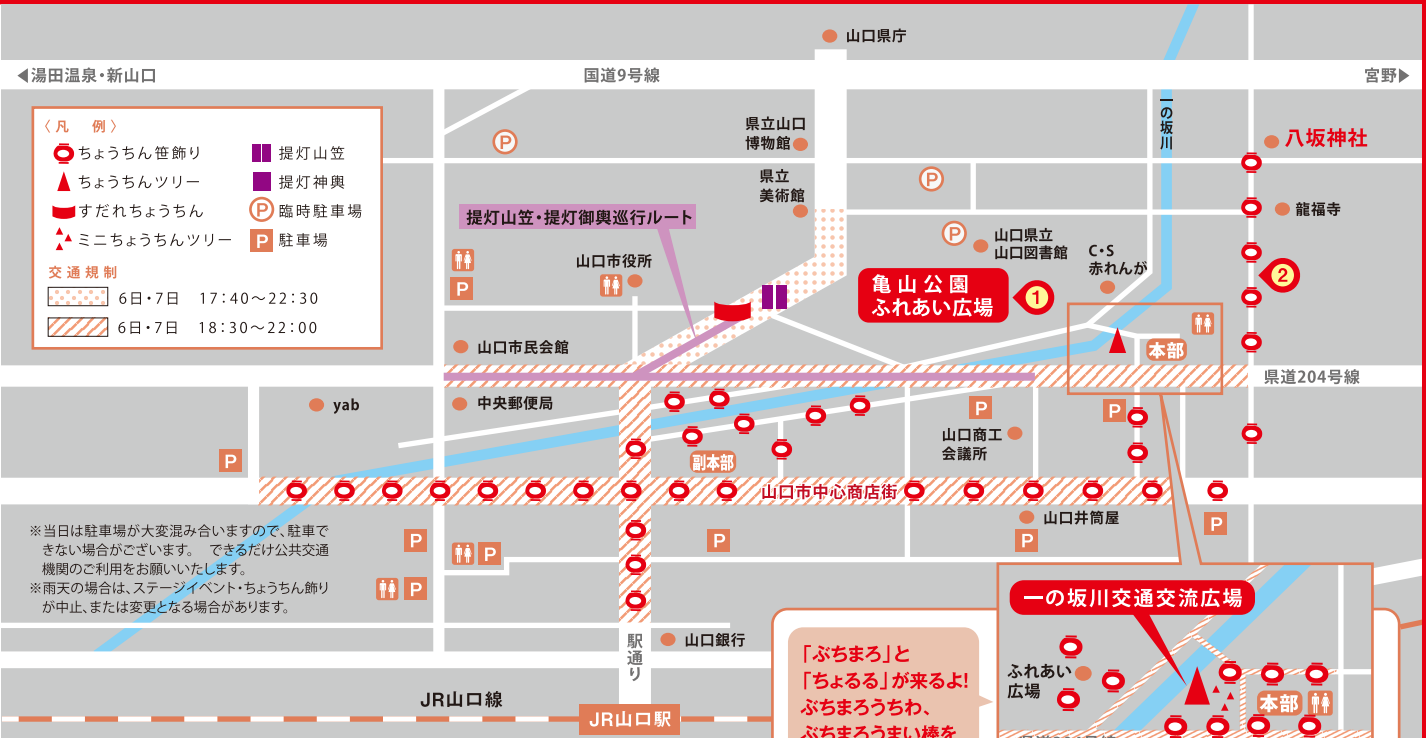 山口県庁
◀湯田温泉・新山口
国道9号線
宮野▶
〈凡 例〉
ちょうちん笹飾り
ちょうちんツリー
すだれちょうちん
ミニちょうちんツリー
提灯山笠
提灯神輿
P
臨時駐車場
P
駐車場
交通規制
6日・7日 17:40〜22:30
6日・7日 18:30〜22:00
P
県立山口
博物館
県立
美術館
一の坂川
八坂神社
P
龍福寺
提灯山笠・提灯御輿巡行ルート
P
山口県立
山口図書館
C・S
赤れんが
山口市役所
P
亀山公園
ふれあい広場
1
2
山口市民会館
本部
県道204号線
yab
中央郵便局
P
P
山口商工
会議所
P
副本部
山口市中心商店街
山口井筒屋
P
P
P
P
P
P
※当日は駐車場が大変混み合いますので、駐車で
きない場合がございます。 できるだけ公共交通
機関のご利用をお願いいたします。
※雨天の場合は、ステージイベント・ちょうちん飾り
が中止、または変更となる場合があります。
駅通り
山口銀行
JR山口線
JR山口駅
「ぶちまろ」と
「ちょるる」が来るよ!
ぶちまろうちわ、
ぶちまろうまい棒を
一の坂川交通交流広場
ふれあい
広場
本部